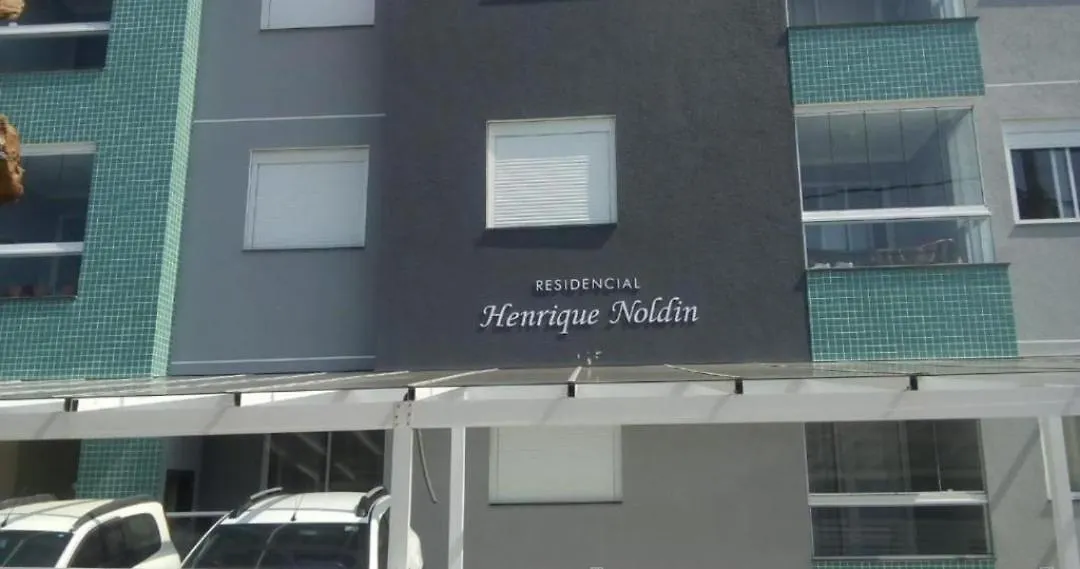 RESIDENCIAL
Henrique Noldin